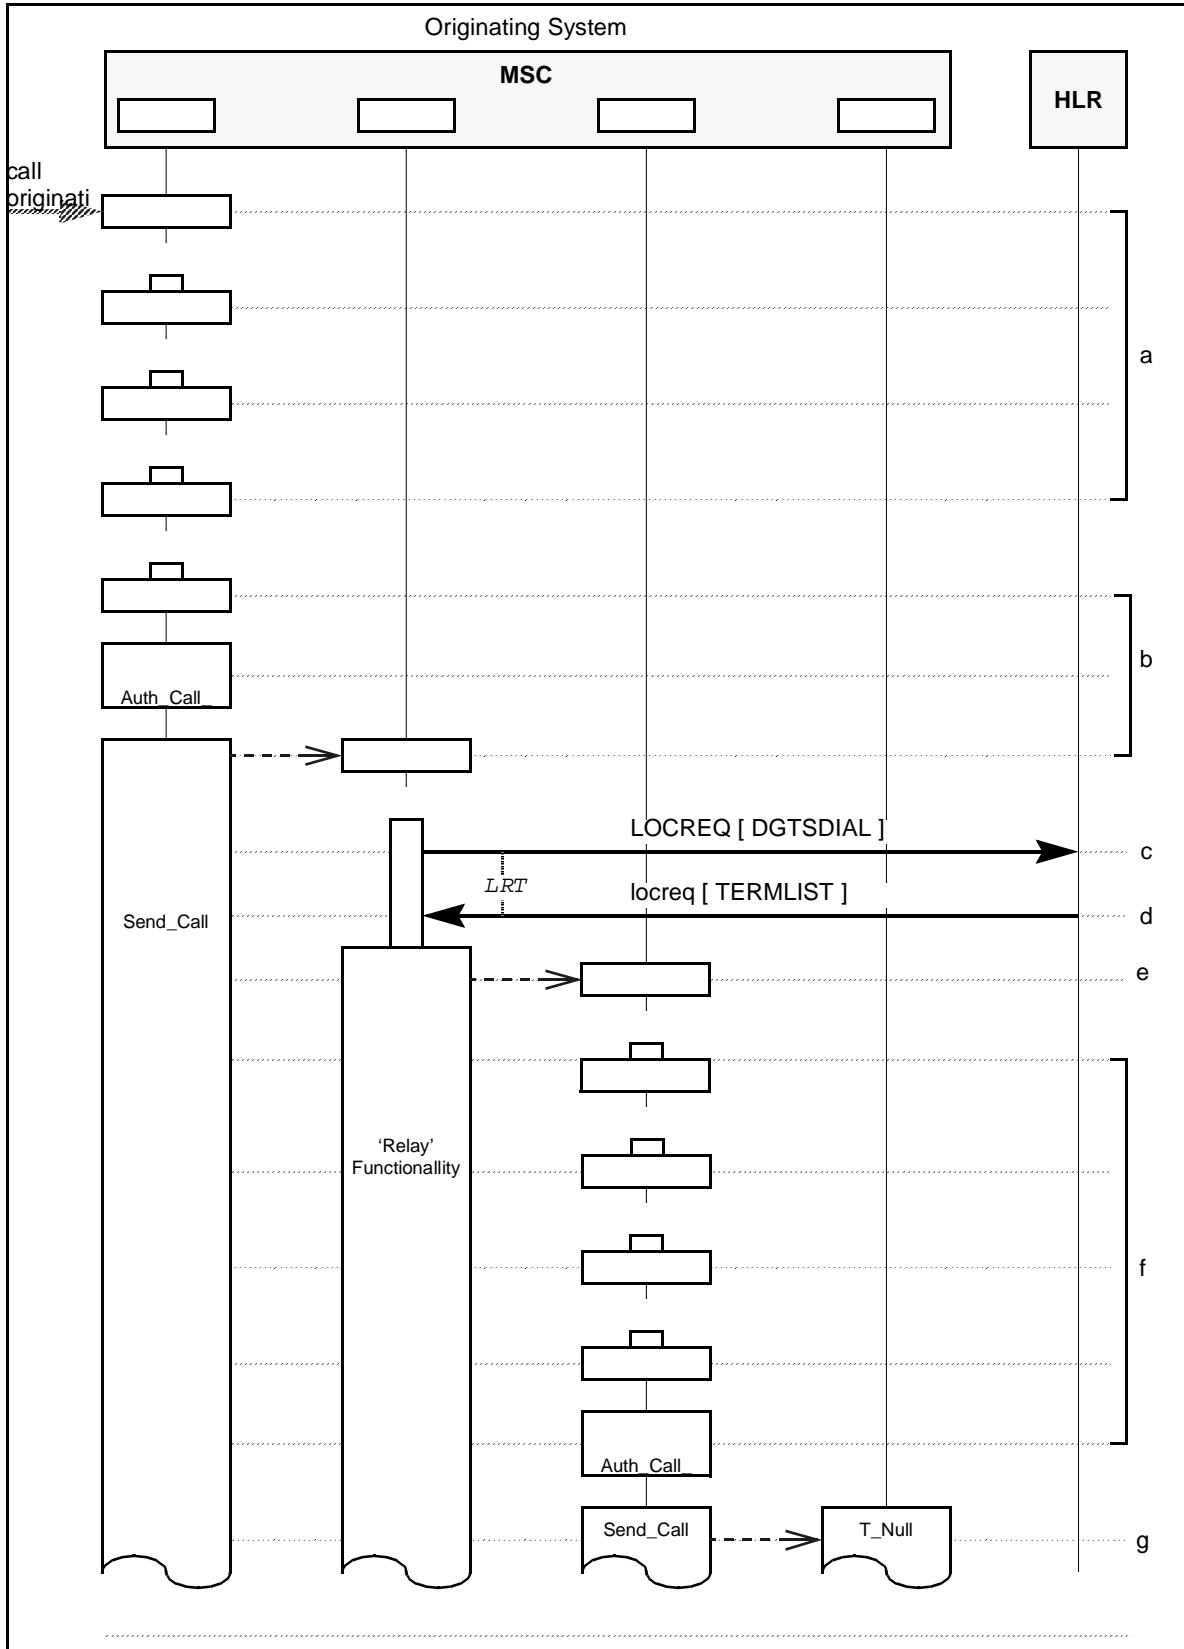 Originating System
MSC
HLR
call
originati
a
b
Auth_Call_
LOCREQ [ DGTSDIAL ]
c
LRT
locreq [ TERMLIST ]
d
Send_Call
e
‘Relay’
Functionallity
f
Auth_Call_
Send_Call
T_Null
g